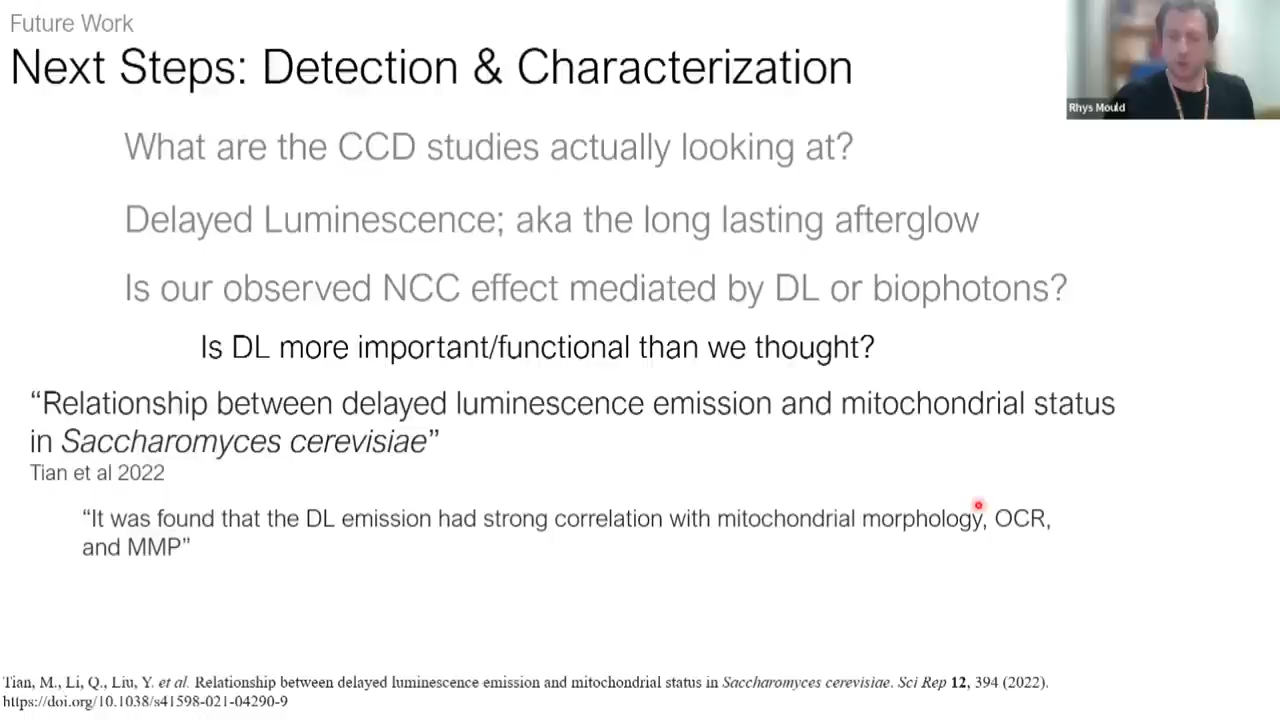 Future Work
Next Steps: Detection & Characterization
Rhys Mould
What are the CCD studies actually looking at?
Delayed Luminescence; aka the long lasting afterglow
Is our observed NCC effect mediated by DL or biophotons?
Is DL more important/functional than we thought?
“Relationship between delayed luminescence emission and mitochondrial status
in Saccharomyces cerevisiae”
Tian et al 2022
“It was found that the DL emission had strong correlation with mitochondrial morphology, OCR,
and MMP”
Tian, M., Li, Q., Liu, Y. et al. Relationship between delayed luminescence emission and mitochondrial status in Saccharomyces cerevisiae. Sci Rep 12, 394 (2022).
https://doi.org/10.1038/s41598-021-04290-9